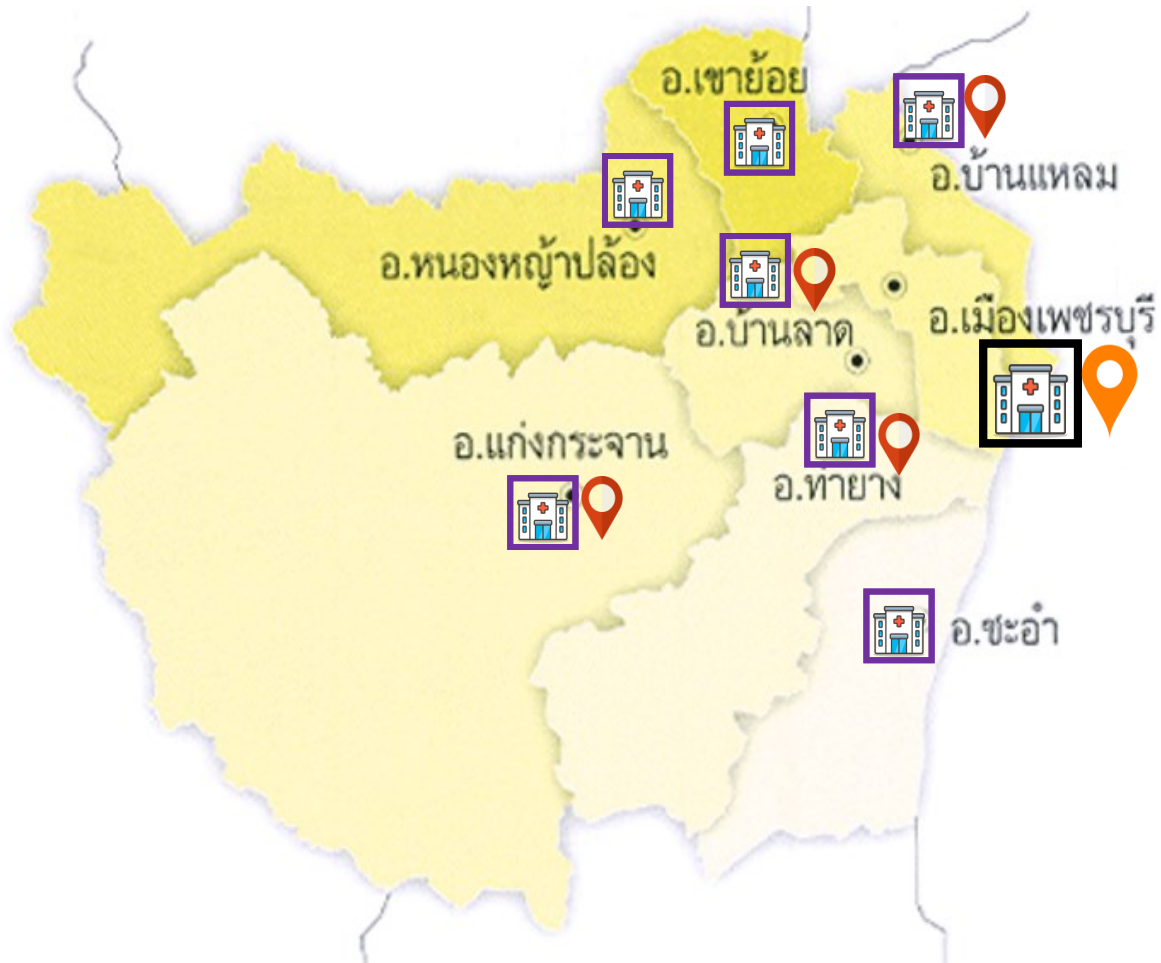 อ.เขาย้อย
อ.บ้านแหลม
อ.หนองหญ้าปล้อง
อ.เมืองเพชรบุรี
อ.บ้านลาด
อ.แก่งกระจาน
อ.ท่ายาง
อ.ชะอำ